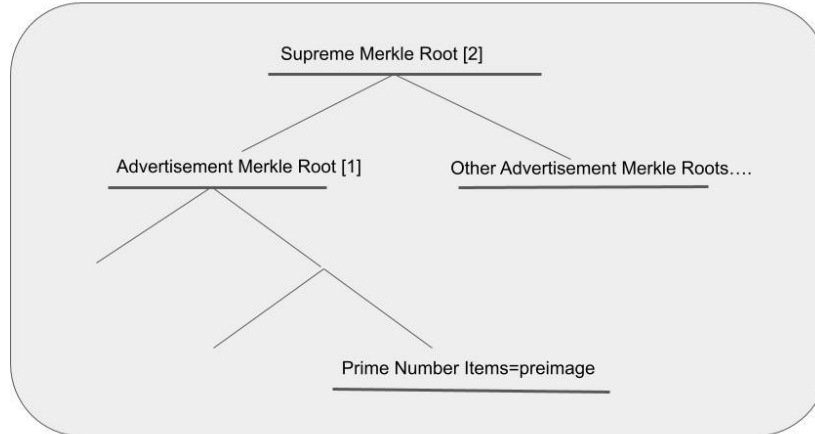 Supreme Merkle Root [2]
Advertisement Merkle Root [1]
Other Advertisement Merkle Roots....
Prime Number Items=preimage